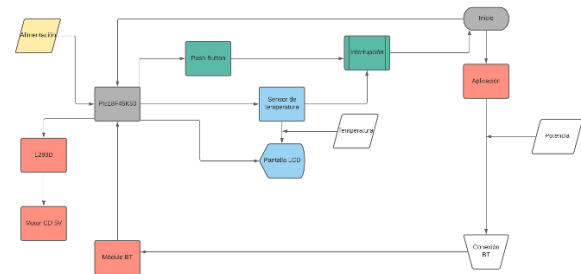 Inicio
Alimentación
Push Button
Interrupción
Aplicación
Pic18F45K50
Sensor de
temperatura
Temperatura
Potencia
L293D
Pantalla LCD
Motor CD 5V
Módulo BT
Conexión
BT